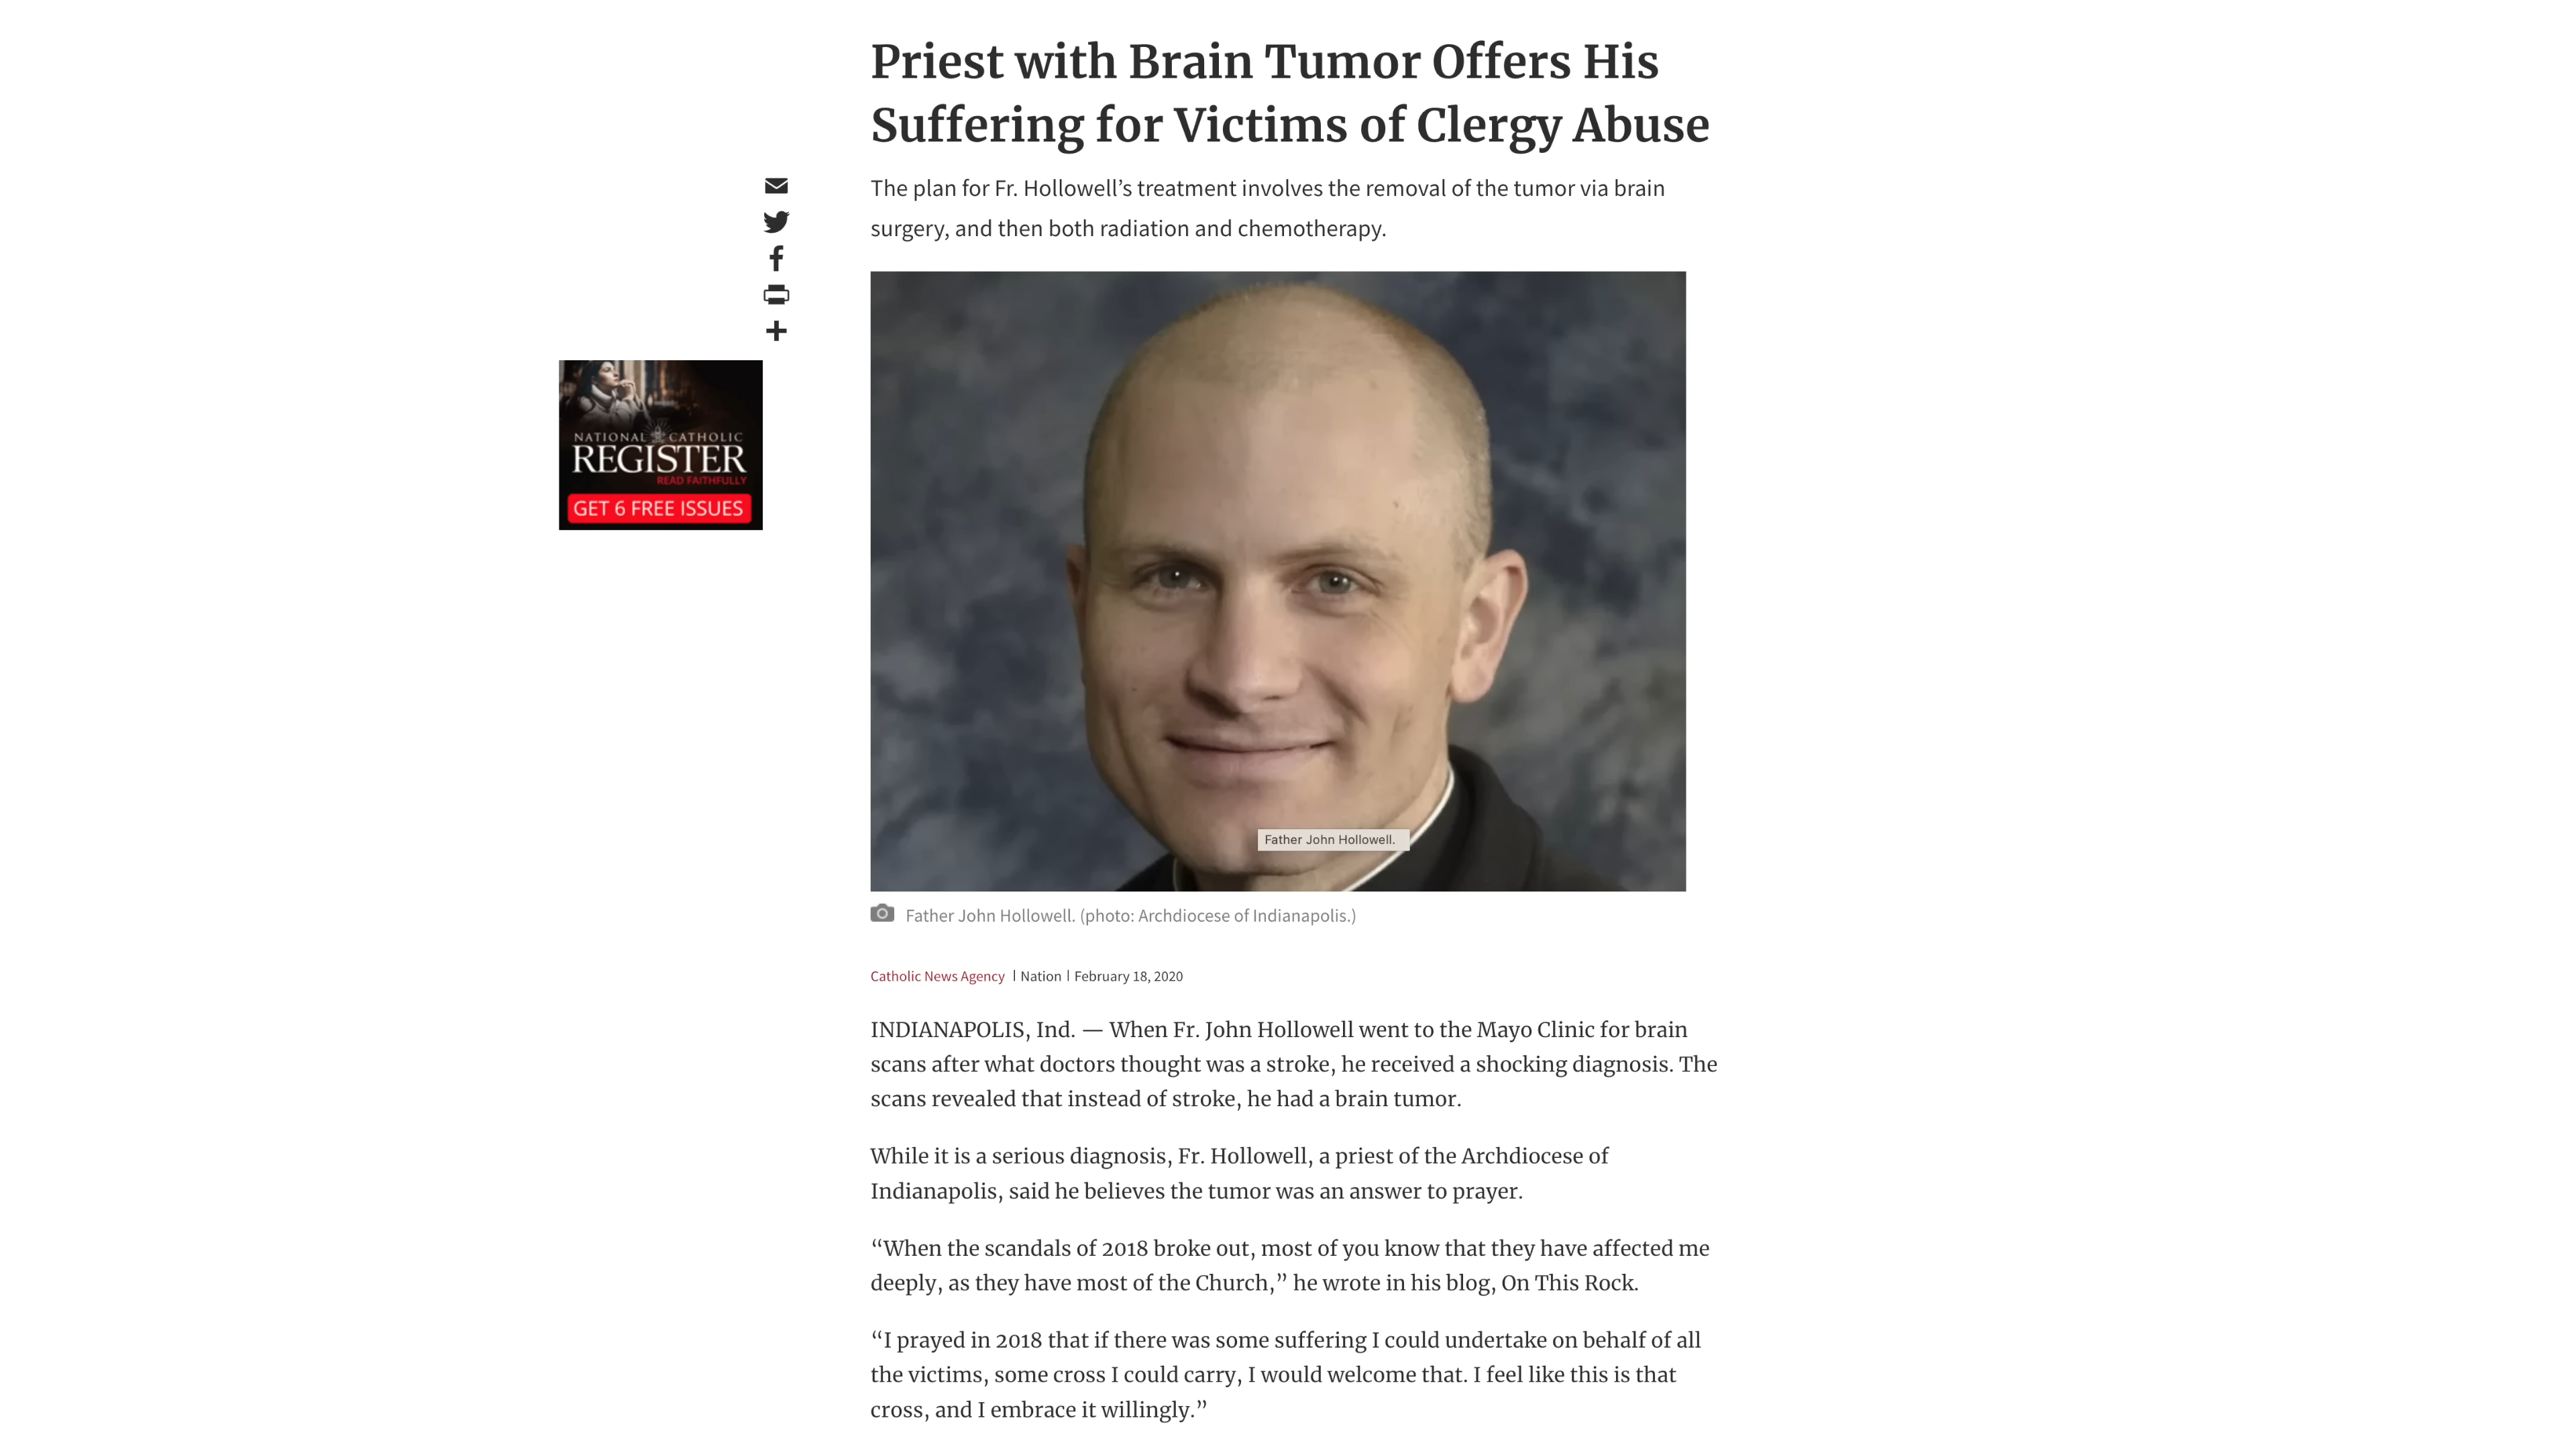 Priest with Brain Tumor Offers His
Suffering for Victims of Clergy Abuse
The plan for Fr. Hollowell’s treatment involves the removal of the tumor via brain
surgery, and then both radiation and chemotherapy.
NATIONAL CATHOLIC
REGISTER
READ FAITHFULLY
GET 6 FREE ISSUES
Father John Hollowell.
Father John Hollowell. (photo: Archdiocese of Indianapolis.)
Catholic News Agency | Nation | February 18, 2020
INDIANAPOLIS, Ind. — When Fr. John Hollowell went to the Mayo Clinic for brain
scans after what doctors thought was a stroke, he received a shocking diagnosis. The
scans revealed that instead of stroke, he had a brain tumor.
While it is a serious diagnosis, Fr. Hollowell, a priest of the Archdiocese of
Indianapolis, said he believes the tumor was an answer to prayer.
“When the scandals of 2018 broke out, most of you know that they have affected me
deeply, as they have most of the Church,” he wrote in his blog, On This Rock.
“I prayed in 2018 that if there was some suffering I could undertake on behalf of all
the victims, some cross I could carry, I would welcome that. I feel like this is that
cross, and I embrace it willingly.”